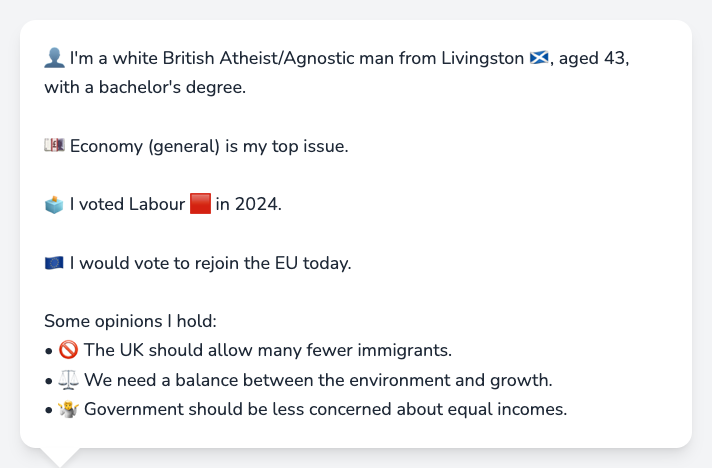 👤 I'm a white British Atheist/Agnostic man from Livingston 🏴󠁧󠁢󠁳󠁣󠁴󠁿, aged 43,
with a bachelor's degree.
💷 Economy (general) is my top issue.
🗳️ I voted Labour 🟥 in 2024.
🇪🇺 I would vote to rejoin the EU today.
Some opinions I hold:
• 🚫 The UK should allow many fewer immigrants.
• ⚖️ We need a balance between the environment and growth.
• 🤷 Government should be less concerned about equal incomes.